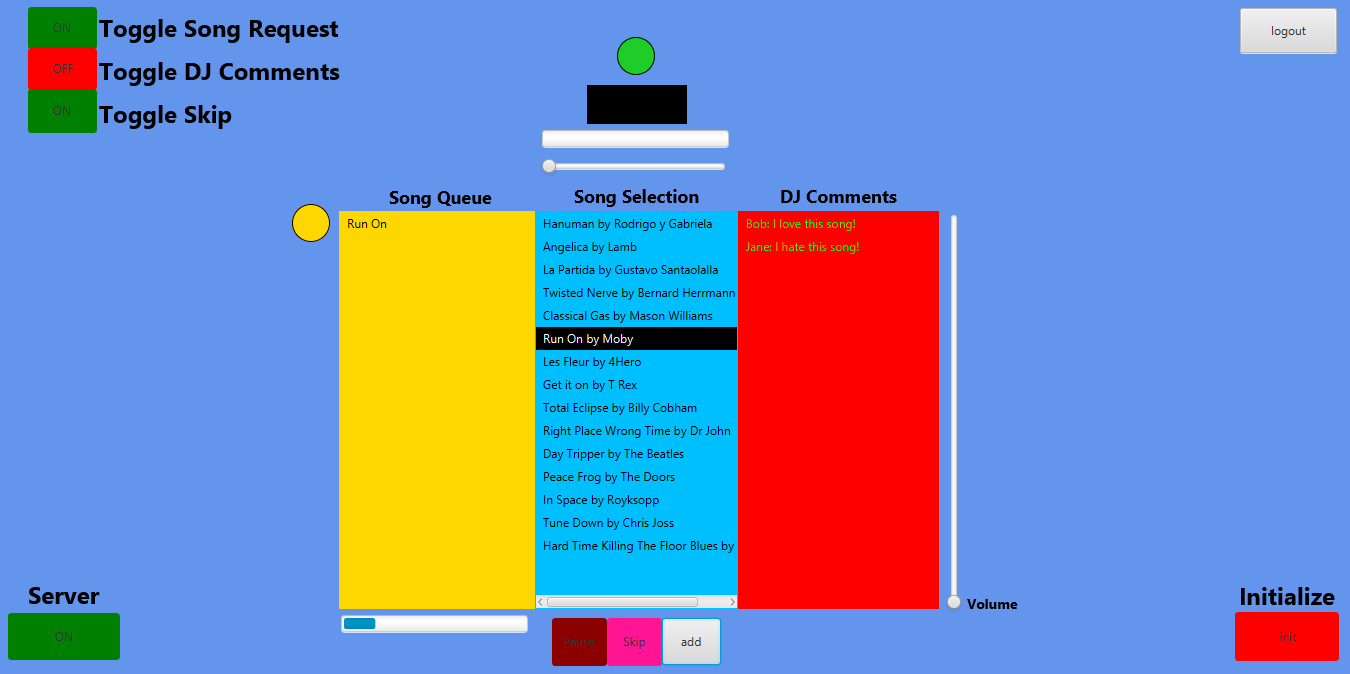 ON Toggle Song Request
logout
OFF Toggle DJ Comments
ON Toggle Skip
Song Queue
Song Selection
DJ Comments
Run On
Hanuman by Rodrigo y Gabriela
Angelica by Lamb
La Partida by Gustavo Santaolalla
Twisted Nerve by Bernard Herrmann
Classical Gas by Mason Williams
Run On by Moby
Les Fleur by 4Hero
Get it on by T Rex
Total Eclipse by Billy Cobham
Right Place Wrong Time by Dr John
Day Tripper by The Beatles
Peace Frog by The Doors
In Space by Royksopp
Tune Down by Chris Joss
Hard Time Killing The Floor Blues by
Bob: I love this song!
Jane: I hate this song!
Volume
Server
ON
Pause
Skip
add
Initialize
init